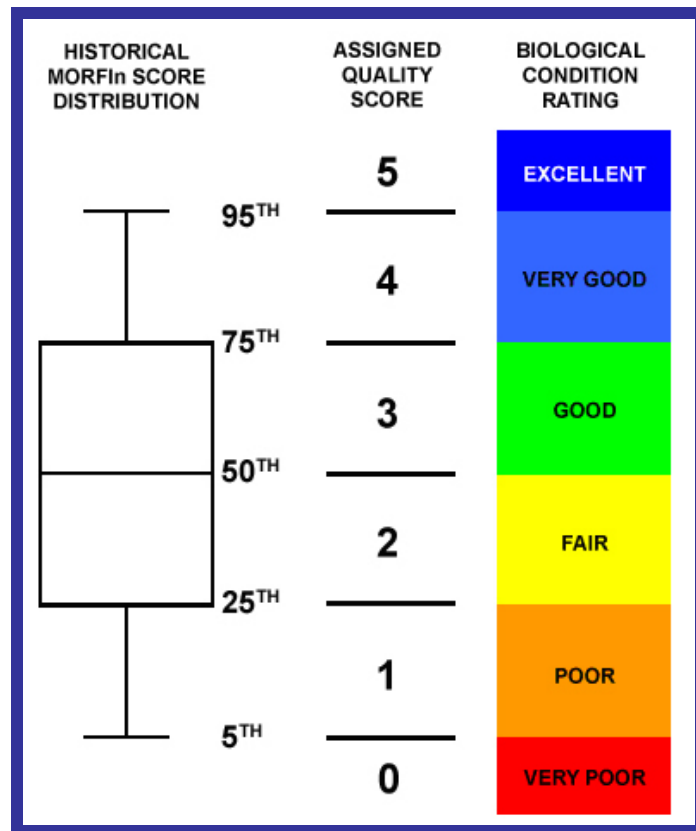 HISTORICAL
MORFIn SCORE
DISTRIBUTION
ASSIGNED
QUALITY
SCORE
BIOLOGICAL
CONDITION
RATING
5
EXCELLENT
95TH
4
VERY GOOD
75TH
3
GOOD
50TH
2
FAIR
25TH
1
POOR
5TH
0
VERY POOR